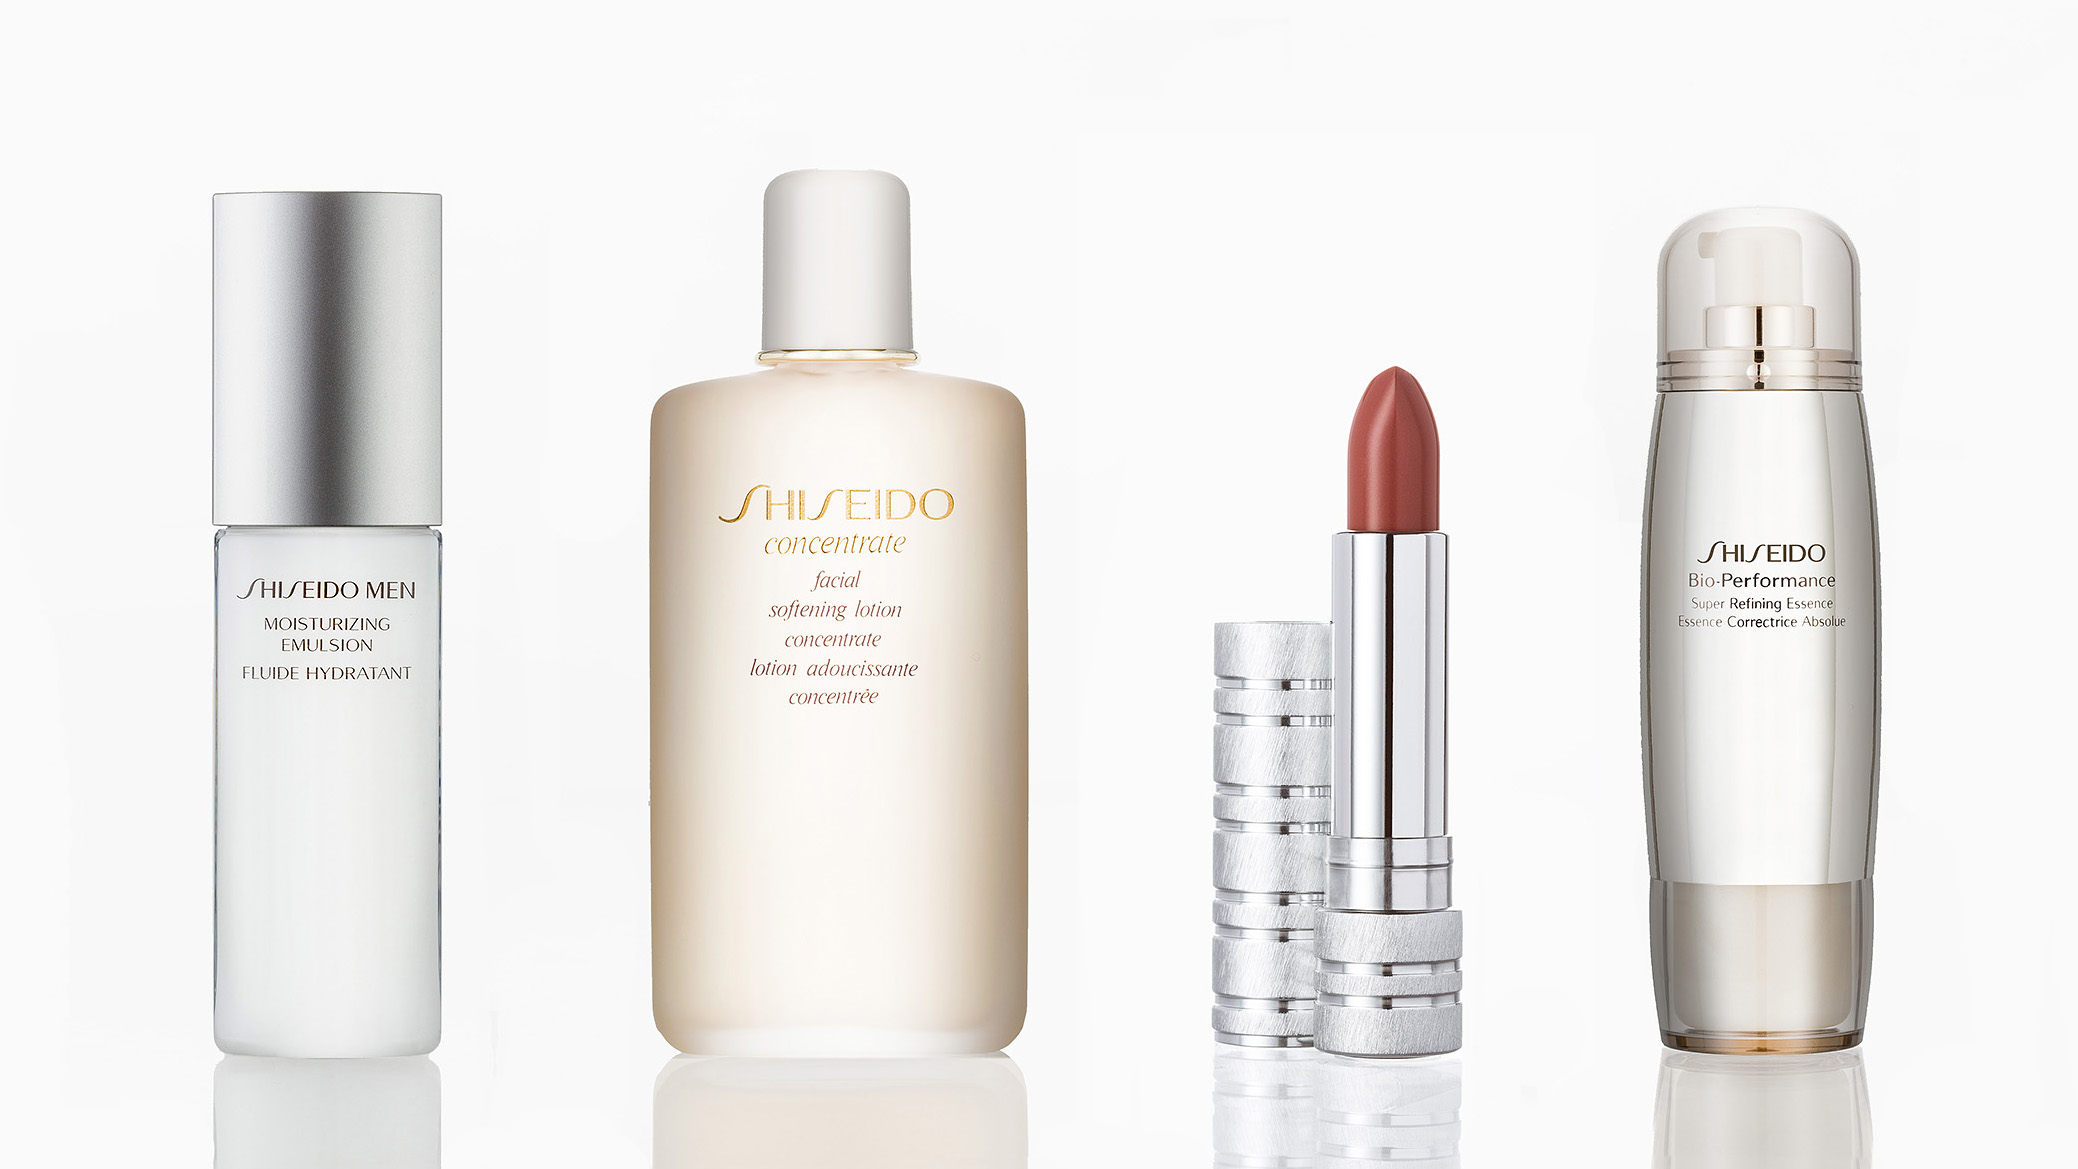 SHISEIDO MEN
MOISTURIZING
EMULSION
FLUIDE HYDRATANT
SHISEIDO
concentrate
facial
softening lotion
concentrate
lotion adoucissante
concentrée
SHISEIDO
Bio-Performance
Super Refining Essence
Essence Correctrice Absolue